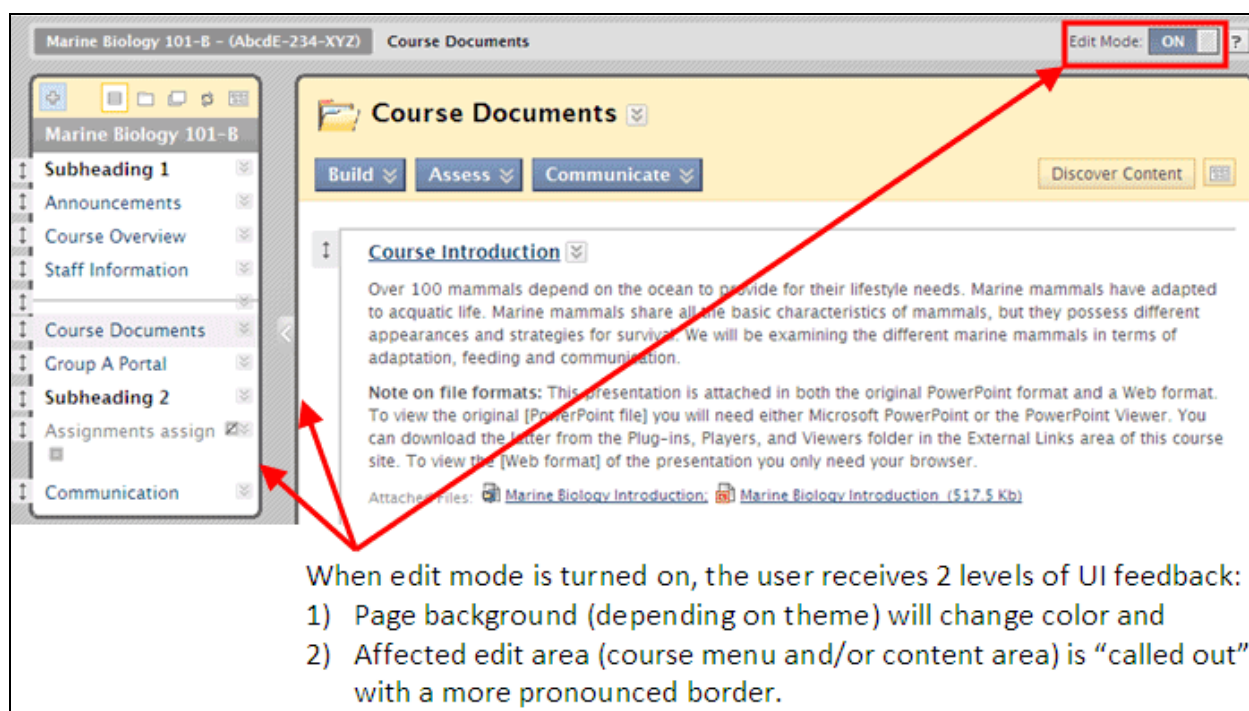 Marine Biology 101-B - (AbcdE-234-XYZ) Course Documents Edit Mode: ON ?
Marine Biology 101-B
Subheading 1
Announcements
Course Overview
Staff Information
Course Documents
Group A Portal
Subheading 2
Assignments assign
Communication
Course Documents
Build Assess Communicate Discover Content
Course Introduction
Over 100 mammals depend on the ocean to provide for their lifestyle needs. Marine mammals have adapted
to acquatic life. Marine mammals share all the basic characteristics of mammals, but they possess different
appearances and strategies for survival. We will be examining the different marine mammals in terms of
adaptation, feeding and communication.
Note on file formats: This presentation is attached in both the original PowerPoint format and a Web format.
To view the original [PowerPoint file] you will need either Microsoft PowerPoint or the PowerPoint Viewer. You
can download the latter from the Plug-ins, Players, and Viewers folder in the External Links area of this course
site. To view the [Web format] of the presentation you only need your browser.
Attached Files: Marine Biology Introduction; Marine Biology Introduction (517.5 Kb)
When edit mode is turned on, the user receives 2 levels of UI feedback:
1) Page background (depending on theme) will change color and
2) Affected edit area (course menu and/or content area) is “called out”
with a more pronounced border.